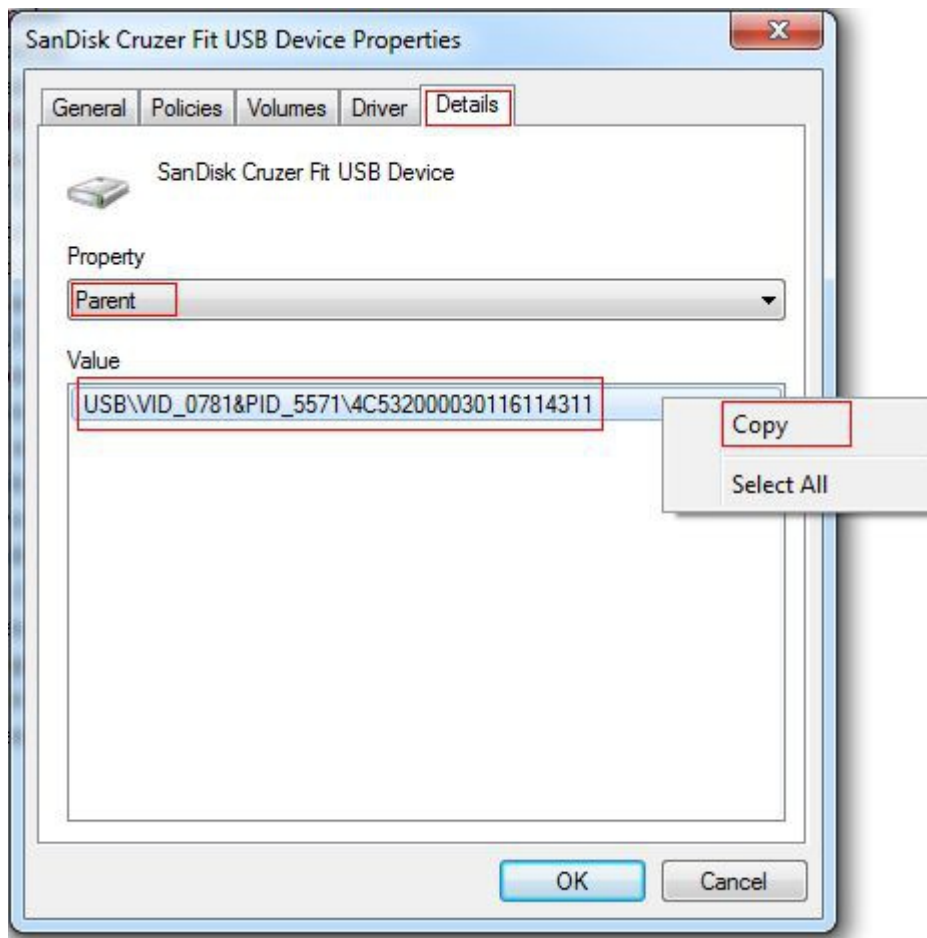 SanDisk Cruzer Fit USB Device Properties
General Policies Volumes Driver Details
SanDisk Cruzer Fit USB Device
Property
Parent
Value
USB\VID_0781&PID_5571\4C532000030116114311
Copy
Select All
OK Cancel